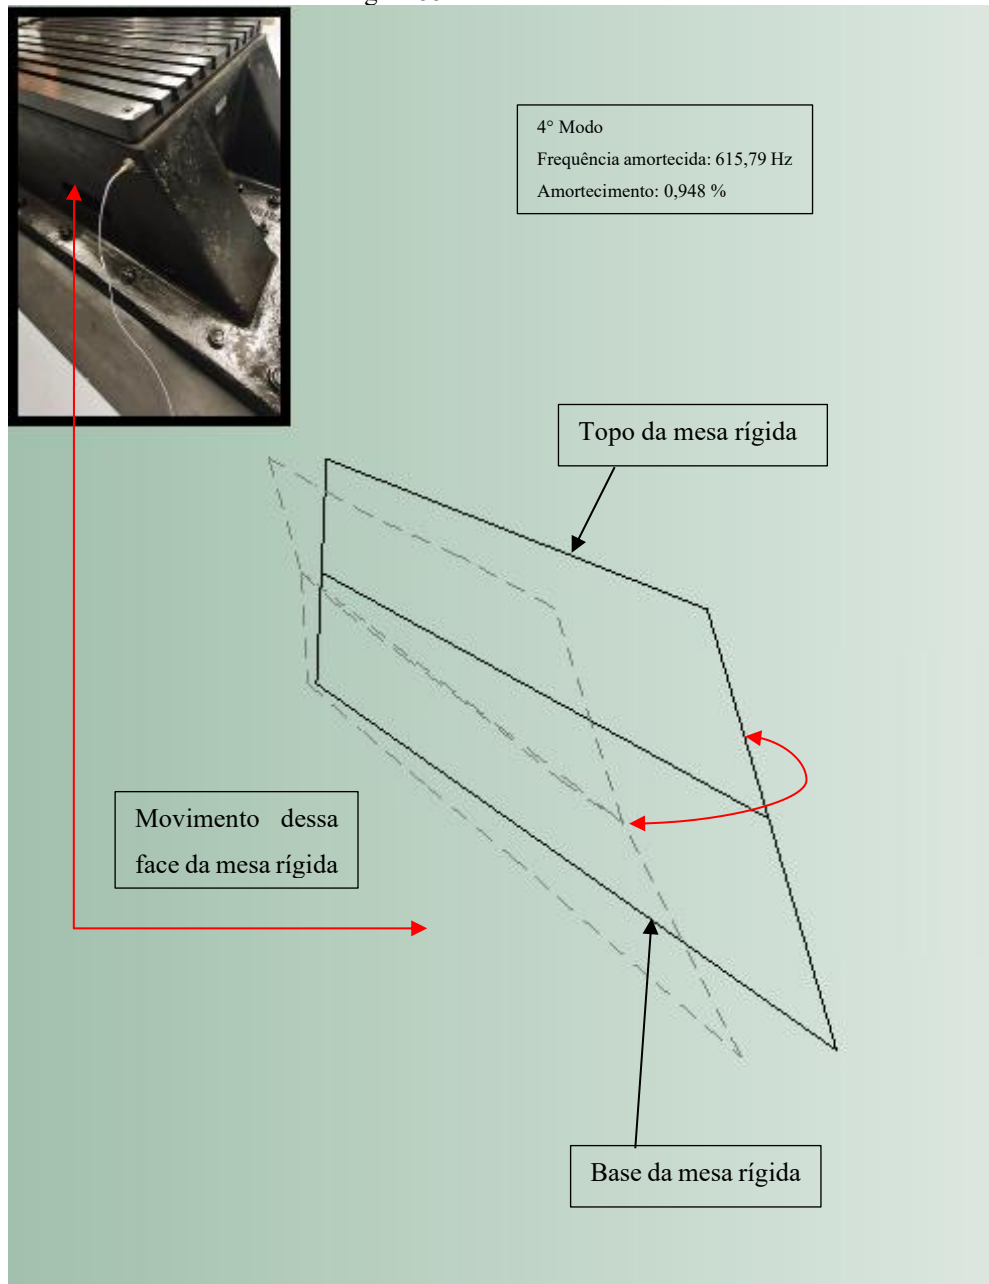 4° Modo
Frequência amortecida: 615,79 Hz
Amortecimento: 0,948 %
Topo da mesa rígida
Movimento dessa
face da mesa rígida
Base da mesa rígida